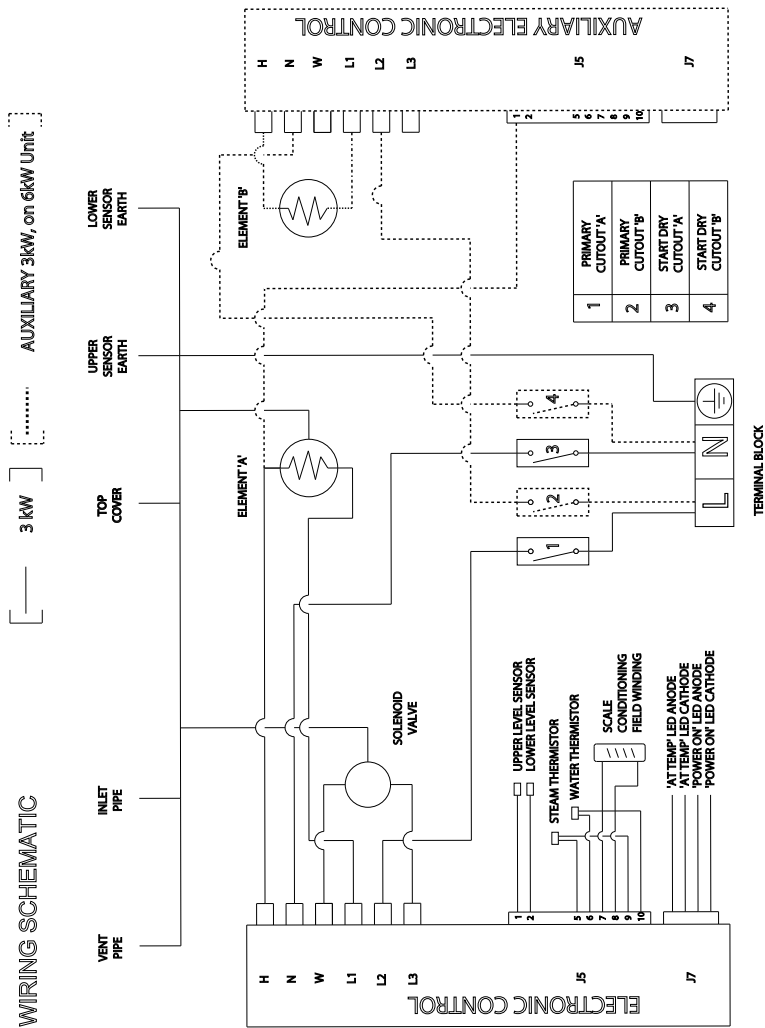 WIRING SCHEMATIC
3 kW
AUXILIARY 3kW, on 6kW Unit
VENT
PIPE
INLET
PIPE
TOP
COVER
UPPER
SENSOR
EARTH
LOWER
SENSOR
EARTH
ELECTRONIC CONTROL
H
N
W
L1
L2
L3
J5
J7
1
2
5
6
7
8
9
10
SOLENOID
VALVE
ELEMENT 'A'
ELEMENT 'B'
AUXILIARY ELECTRONIC CONTROL
H
N
W
L1
L2
L3
J5
J7
1
2
5
6
7
8
9
10
UPPER LEVEL SENSOR
LOWER LEVEL SENSOR
STEAM THERMISTOR
WATER THERMISTOR
SCALE
CONDITIONING
FIELD WINDING
'AT TEMP' LED ANODE
'AT TEMP' LED CATHODE
'POWER ON' LED ANODE
'POWER ON' LED CATHODE
1
2
3
4
L
N
TERMINAL BLOCK
1
PRIMARY
CUTOUT 'A'
2
PRIMARY
CUTOUT 'B'
3
START DRY
CUTOUT 'A'
4
START DRY
CUTOUT 'B'